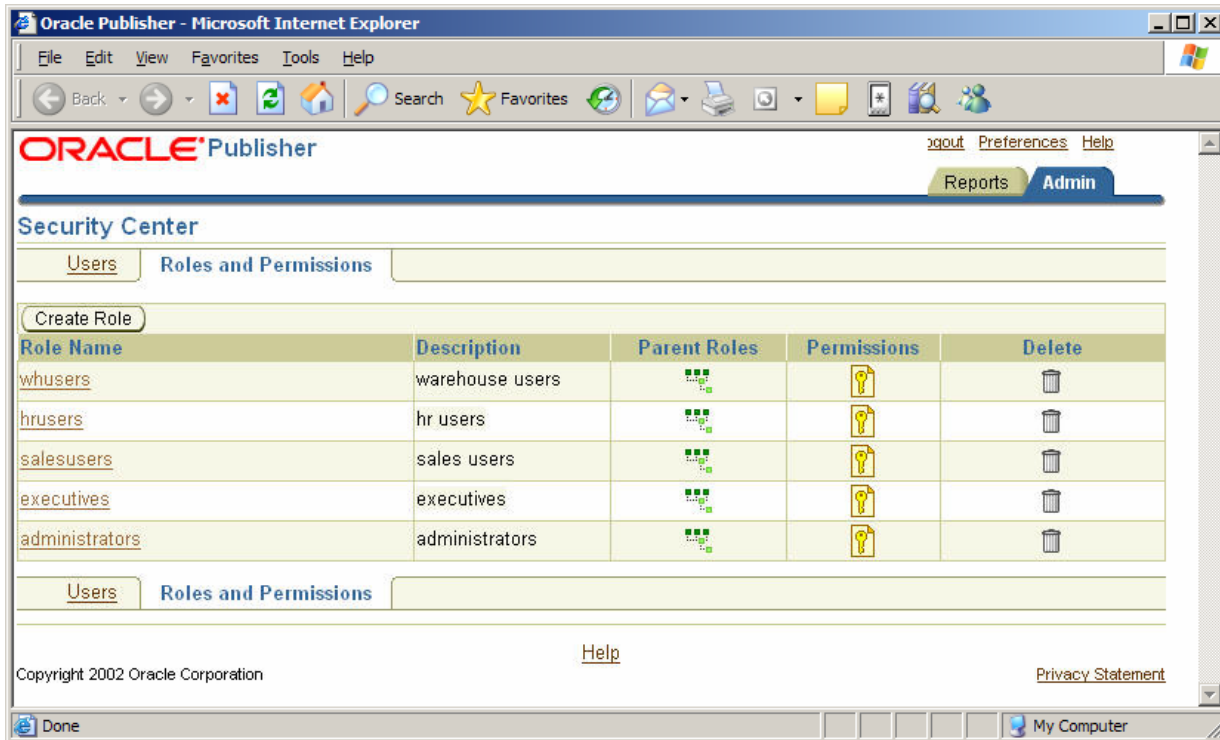 Oracle Publisher - Microsoft Internet Explorer
File Edit View Favorites Tools Help
Back Search Favorites
ORACLE Publisher
Preferences Help
Reports Admin
Security Center
Users Roles and Permissions
Create Role
Role Name Description Parent Roles Permissions Delete
whusers warehouse users
hrusers hr users
salesusers sales users
executives executives
administrators administrators
Users Roles and Permissions
Help
Copyright 2002 Oracle Corporation Privacy Statement
Done My Computer